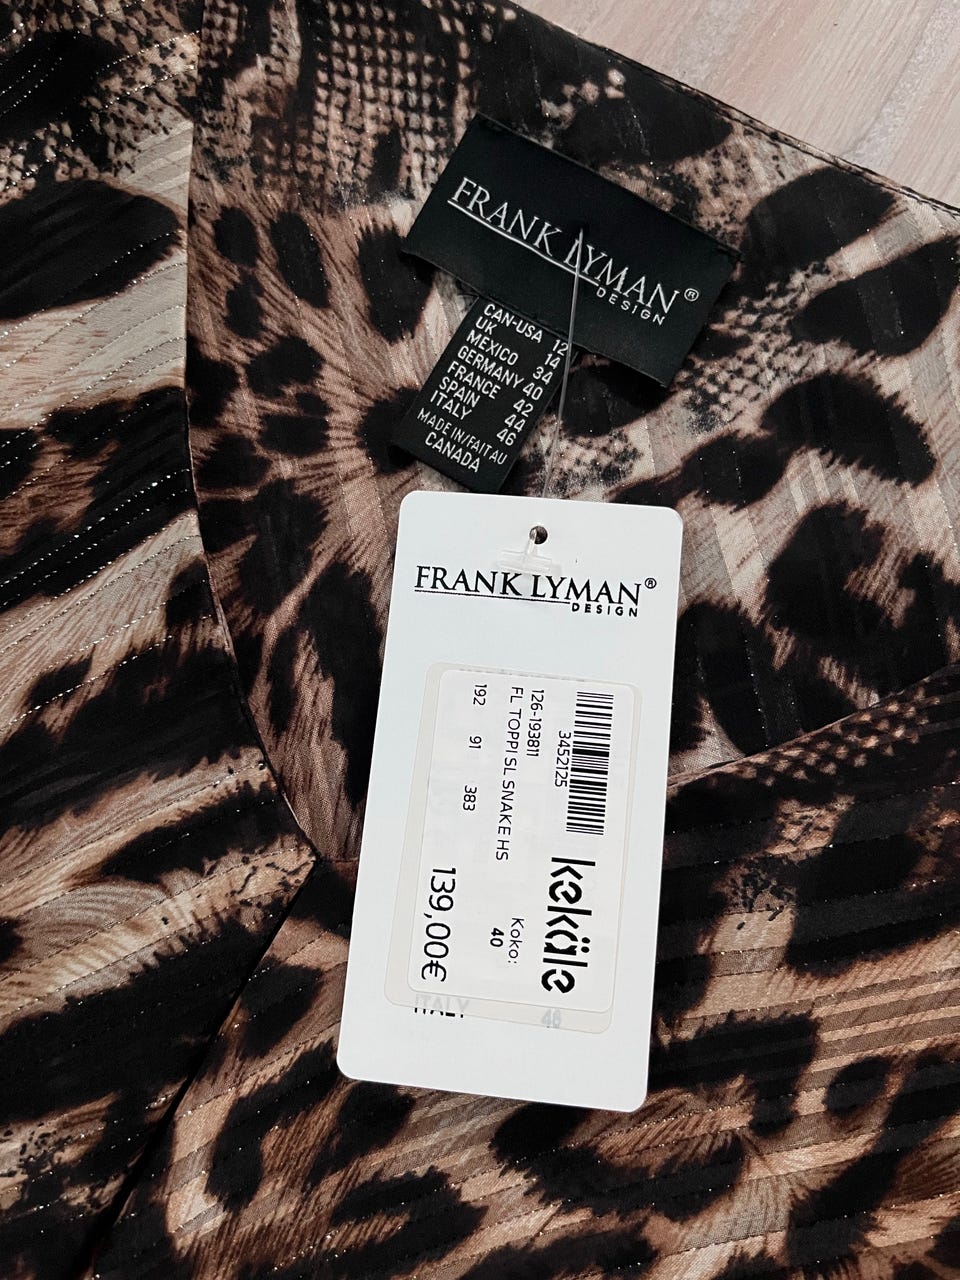 FRANK LYMAN®
DESIGN
CAN-USA 12
UK 14
MEXICO 34
GERMANY 40
FRANCE 42
SPAIN 44
ITALY 46
MADE IN/FAIT AU
CANADA
FRANK LYMAN®
DESIGN
3452125
kekäle
126-193811
FL TOPPI SL SNAKE HS
Koko:
40
192 91 383
139,00€
ITALY 46